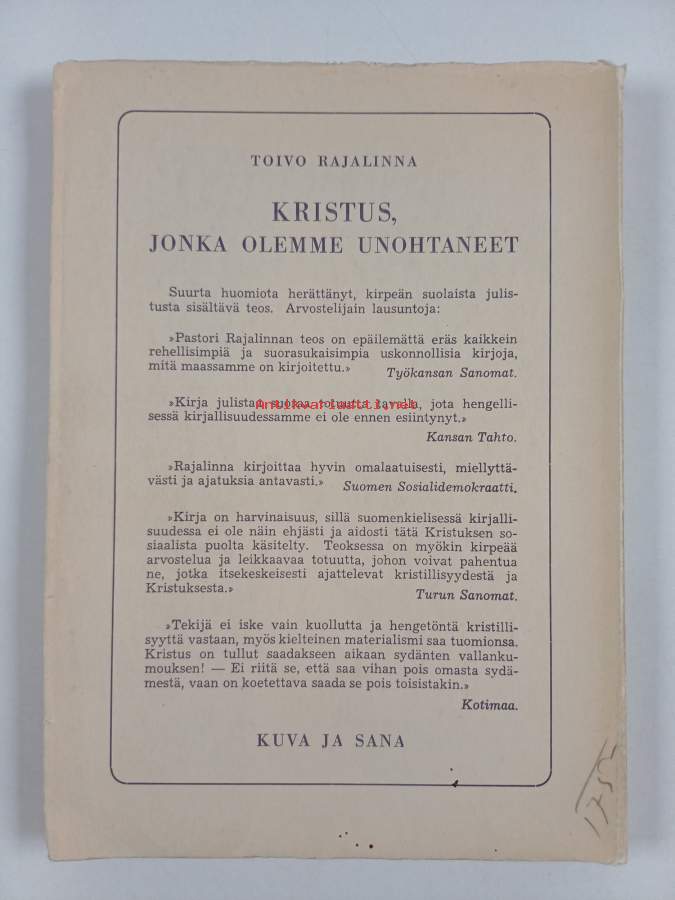 TOIVO RAJALINNA
KRISTUS,
JONKA OLEMME UNOHTANEET
Suurta huomiota herättänyt, kirpeän suolaista julis-
tusta sisältävä teos. Arvostelijain lausuntoja:
»Pastori Rajalinnan teos on epäilemättä eräs kaikkein
rehellisimpiä ja suorasukaisimpia uskonnollisia kirjoja,
mitä maassamme on kirjoitettu.» Työkansan Sanomat.
»Kirja julistaa totuutta tavalla, jota hengelli-
Antikvariaatti.net
sessä kirjallisuudessamme ei ole ennen esiintynyt.»
Kansan Tahto.
»Rajalinna kirjoittaa hyvin omalaatuisesti, miellyttä-
västi ja ajatuksia antavasti.» Suomen Sosialidemokraatti.
»Kirja on harvinaisuus, sillä suomenkielisessä kirjalli-
suudessa ei ole näin ehjästi ja aidosti tätä Kristuksen so-
siaalista puolta käsitelty. Teoksessa on myökin kirpeää
arvostelua ja leikkaavaa totuutta, johon voivat pahentua
ne, jotka itsekeskeisesti ajattelevat kristillisyydestä ja
Kristuksesta.» Turun Sanomat.
»Tekijä ei iske vain kuollutta ja hengetöntä kristilli-
syyttä vastaan, myös kielteinen materialismi saa tuomionsa.
Kristus on tullut saadakseen aikaan sydänten vallanku-
mouksen! — Ei riitä se, että saa vihan pois omasta sydä-
mestä, vaan on koetettava saada se pois toisistakin.»
Kotimaa.
KUVA JA SANA